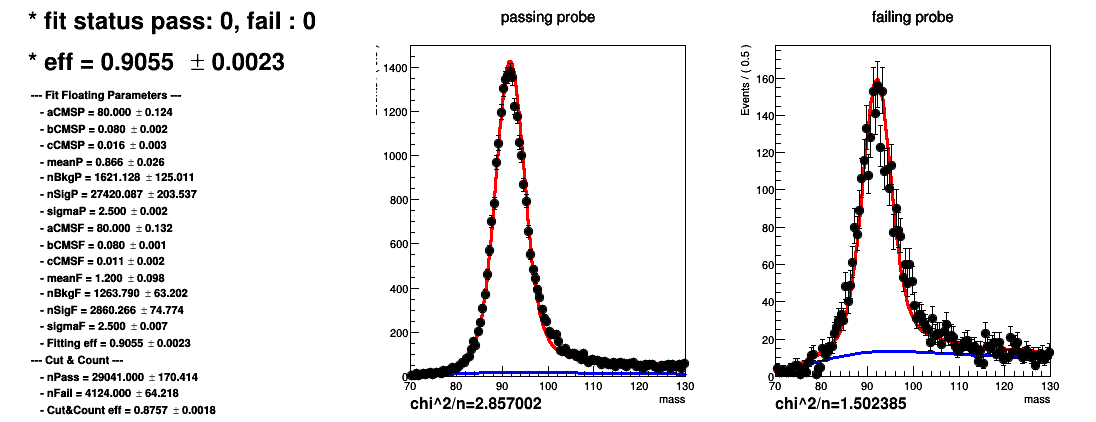 * fit status pass: 0, fail : 0
* eff = 0.9055 ± 0.0023
--- Fit Floating Parameters ---
- aCMSP = 80.000 ± 0.124
- bCMSP = 0.080 ± 0.002
- cCMSP = 0.016 ± 0.003
- meanP = 0.866 ± 0.026
- nBkgP = 1621.128 ± 125.011
- nSigP = 27420.087 ± 203.537
- sigmaP = 2.500 ± 0.002
- aCMSF = 80.000 ± 0.132
- bCMSF = 0.080 ± 0.001
- cCMSF = 0.011 ± 0.002
- meanF = 1.200 ± 0.098
- nBkgF = 1263.790 ± 63.202
- nSigF = 2860.266 ± 74.774
- sigmaF = 2.500 ± 0.007
- Fitting eff = 0.9055 ± 0.0023
--- Cut & Count ---
- nPass = 29041.000 ± 170.414
- nFail = 4124.000 ± 64.218
- Cut&Count eff = 0.8757 ± 0.0018
passing probe
( 0.5 )
1400
1200
1000
800
600
400
200
0
70 80 90 100 110 120 130
mass
chi^2/n=2.857002
failing probe
Events / ( 0.5 )
160
140
120
100
80
60
40
20
0
70 80 90 100 110 120 130
mass
chi^2/n=1.502385